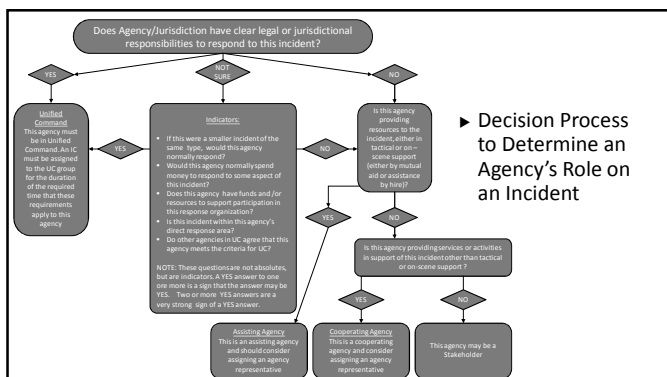 Does Agency/Jurisdiction have clear legal or jurisdictional
responsibilities to respond to this incident?
YES
NOT
SURE
NO
Unified
Command
This agency must
be in Unified
Command. An IC
must be assigned
to the UC group
for the duration
of the required
time that these
requirements
apply to this
agency
YES
Indicators:
• If this were a smaller incident of the
same type, would this agency
normally respond?
• Would this agency normally spend
money to respond to some aspect of
this incident?
• Does this agency have funds and /or
resources to support participation in
this response organization?
• Is this incident within this agency's
direct response area?
• Do other agencies in UC agree that this
agency meets the criteria for UC?
NOTE: These questions are not absolutes,
but are indicators. A YES answer to one
ore more is a sign that the answer may be
YES. Two or more YES answers are a
very strong sign of a YES answer.
NO
Is this agency
providing
resources to the
incident, either in
tactical or on –
scene support
(either by mutual
aid or assistance
by hire)?
YES
NO
Is this agency providing services or activities
in support of this incident other than tactical
or on-scene support ?
YES
NO
Assisting Agency
This is an assisting agency
and should consider
assigning an agency
representative
Cooperating Agency
This is a cooperating
agency and consider
assigning an agency
representative
This agency may be a
Stakeholder
▶ Decision Process
to Determine an
Agency's Role on
an Incident